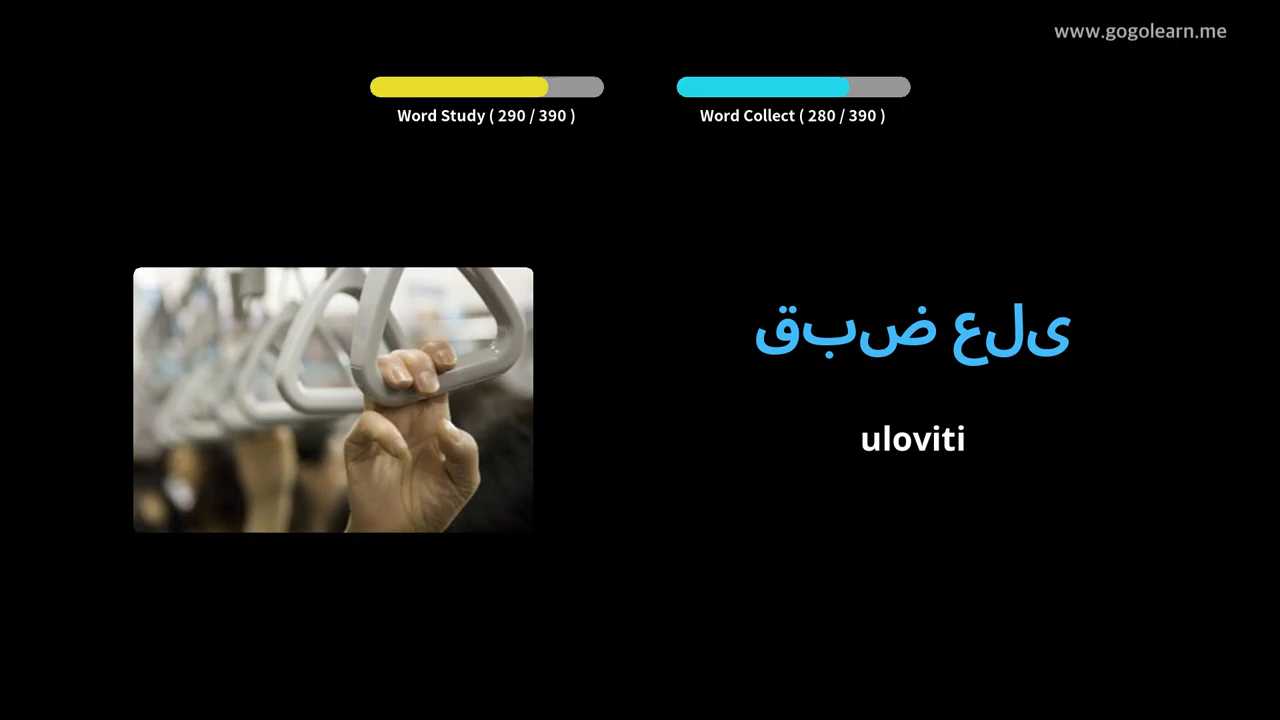 www.gogolearn.me
Word Study ( 290 / 390 )
Word Collect ( 280 / 390 )
قبض على
uloviti